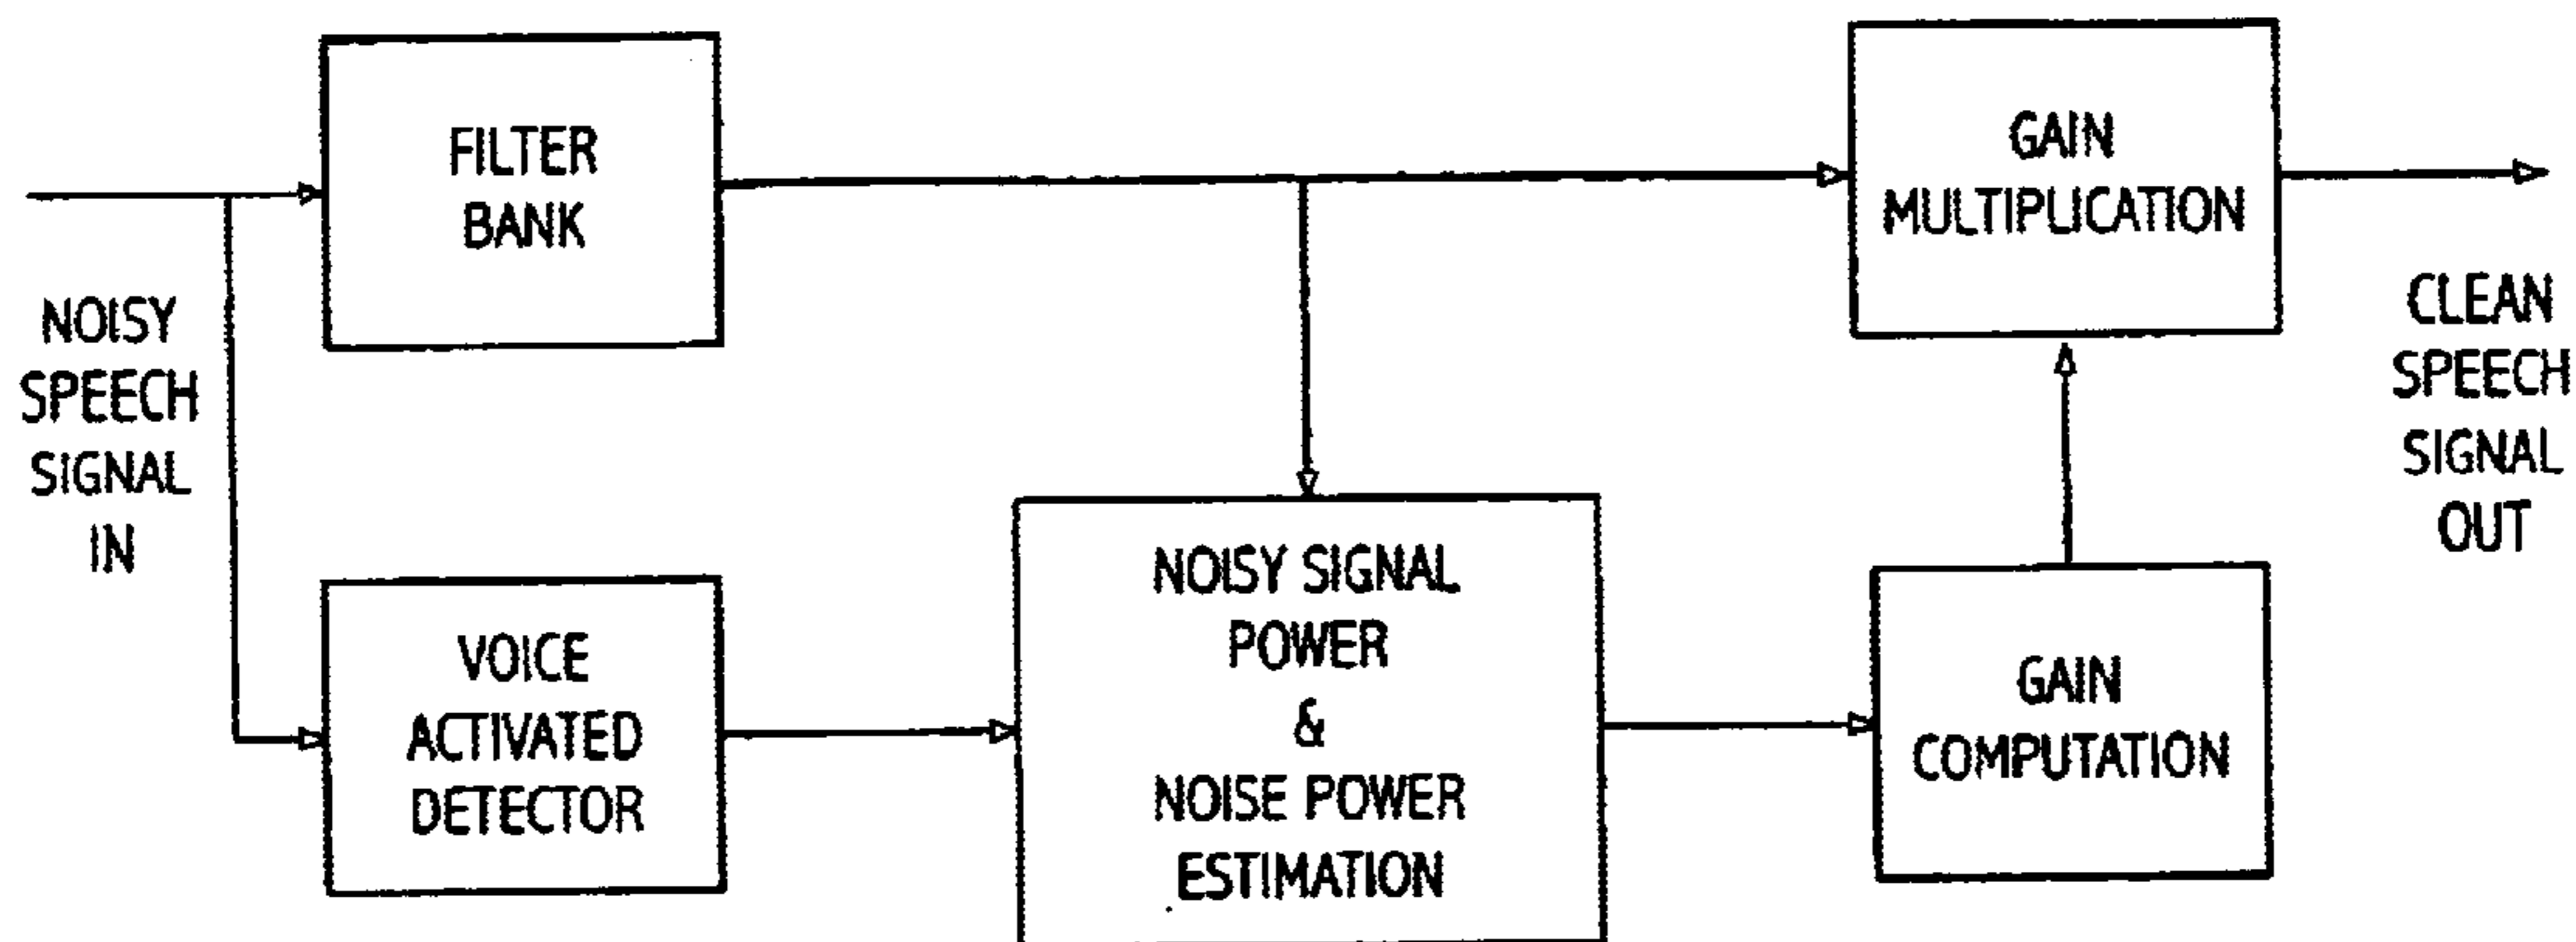 FILTER
BANK
GAIN
MULTIPLICATION
NOISY
SPEECH
SIGNAL
IN
CLEAN
SPEECH
SIGNAL
OUT
VOICE
ACTIVATED
DETECTOR
NOISY SIGNAL
POWER
&
NOISE POWER
ESTIMATION
GAIN
COMPUTATION